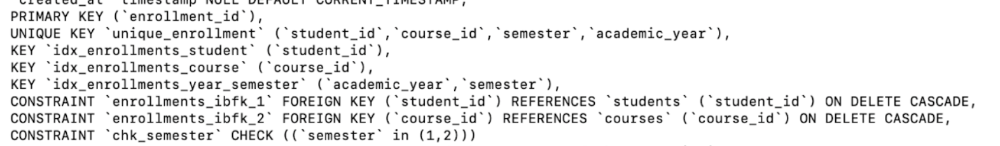 `created_at` timestamp NULL DEFAULT CURRENT_TIMESTAMP,
PRIMARY KEY (`enrollment_id`),
UNIQUE KEY `unique_enrollment` (`student_id`,`course_id`,`semester`,`academic_year`),
KEY `idx_enrollments_student` (`student_id`),
KEY `idx_enrollments_course` (`course_id`),
KEY `idx_enrollments_year_semester` (`academic_year`,`semester`),
CONSTRAINT `enrollments_ibfk_1` FOREIGN KEY (`student_id`) REFERENCES `students` (`student_id`) ON DELETE CASCADE,
CONSTRAINT `enrollments_ibfk_2` FOREIGN KEY (`course_id`) REFERENCES `courses` (`course_id`) ON DELETE CASCADE,
CONSTRAINT `chk_semester` CHECK ((`semester` in (1,2)))